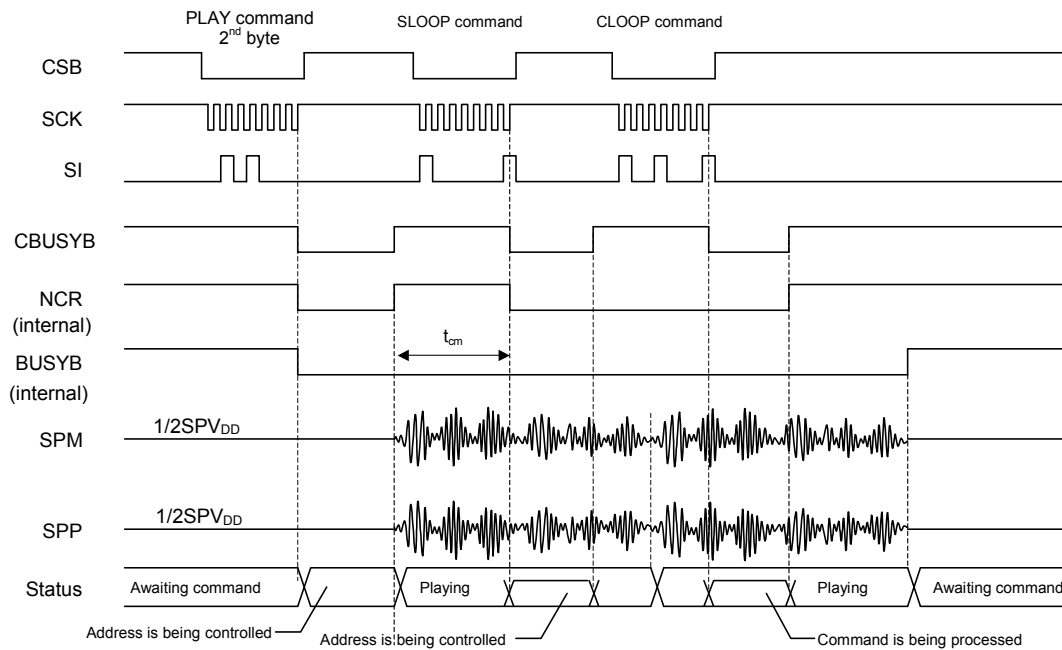 PLAY command
2nd byte
SLOOP command
CLOOP command
CSB
SCK
SI
CBUSYB
NCR
(internal)
tcm
BUSYB
(internal)
SPM
1/2SPVDD
SPP
1/2SPVDD
Status
Awaiting command
Playing
Playing
Awaiting command
Address is being controlled
Address is being controlled
Command is being processed